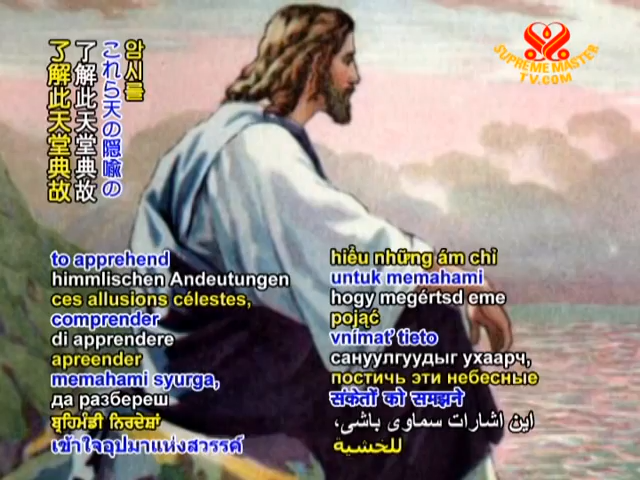 암시를
これら天の隠喩の
了解此天堂典故
了解此天堂典故
SUPREME MASTER
TV.COM
to apprehend
himmlischen Andeutungen
ces allusions célestes,
comprender
di apprendere
apreender
memahami syurga,
да разбереш
ਬ੍ਰਹਿਮੰਡੀ ਨਿਰਦੇਸ਼ਾਂ
เข้าใจอุปมาแห่งสวรรค์
hiểu những ám chỉ
untuk memahami
hogy megértsd eme
pojąć
vnímať tieto
сануулгуудыг ухаарч,
постичь эти небесные
संकेतों को समझने
این اشارات سماوی باشی،
للخشية